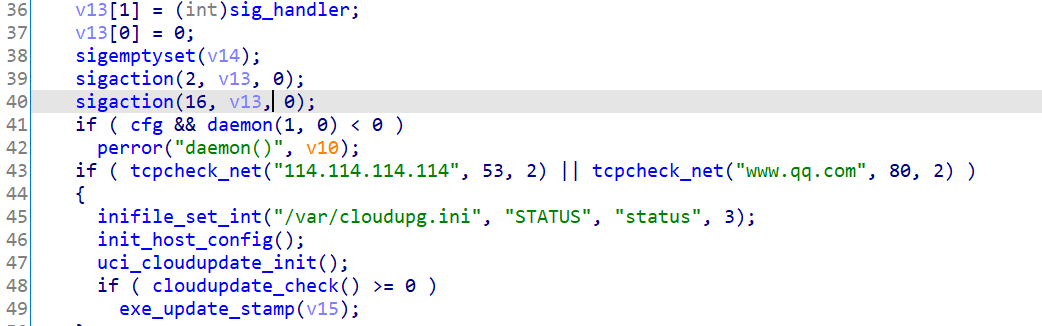 36 v13[1] = (int)sig_handler;
37 v13[0] = 0;
38 sigemptyset(v14);
39 sigaction(2, v13, 0);
40 sigaction(16, v13, 0);
41 if ( cfg && daemon(1, 0) < 0 )
42 perror("daemon()", v10);
43 if ( tcpcheck_net("114.114.114.114", 53, 2) || tcpcheck_net("www.qq.com", 80, 2) )
44 {
45 inifile_set_int("/var/cloudupg.ini", "STATUS", "status", 3);
46 init_host_config();
47 uci_cloudupdate_init();
48 if ( cloudupdate_check() >= 0 )
49 exe_update_stamp(v15);